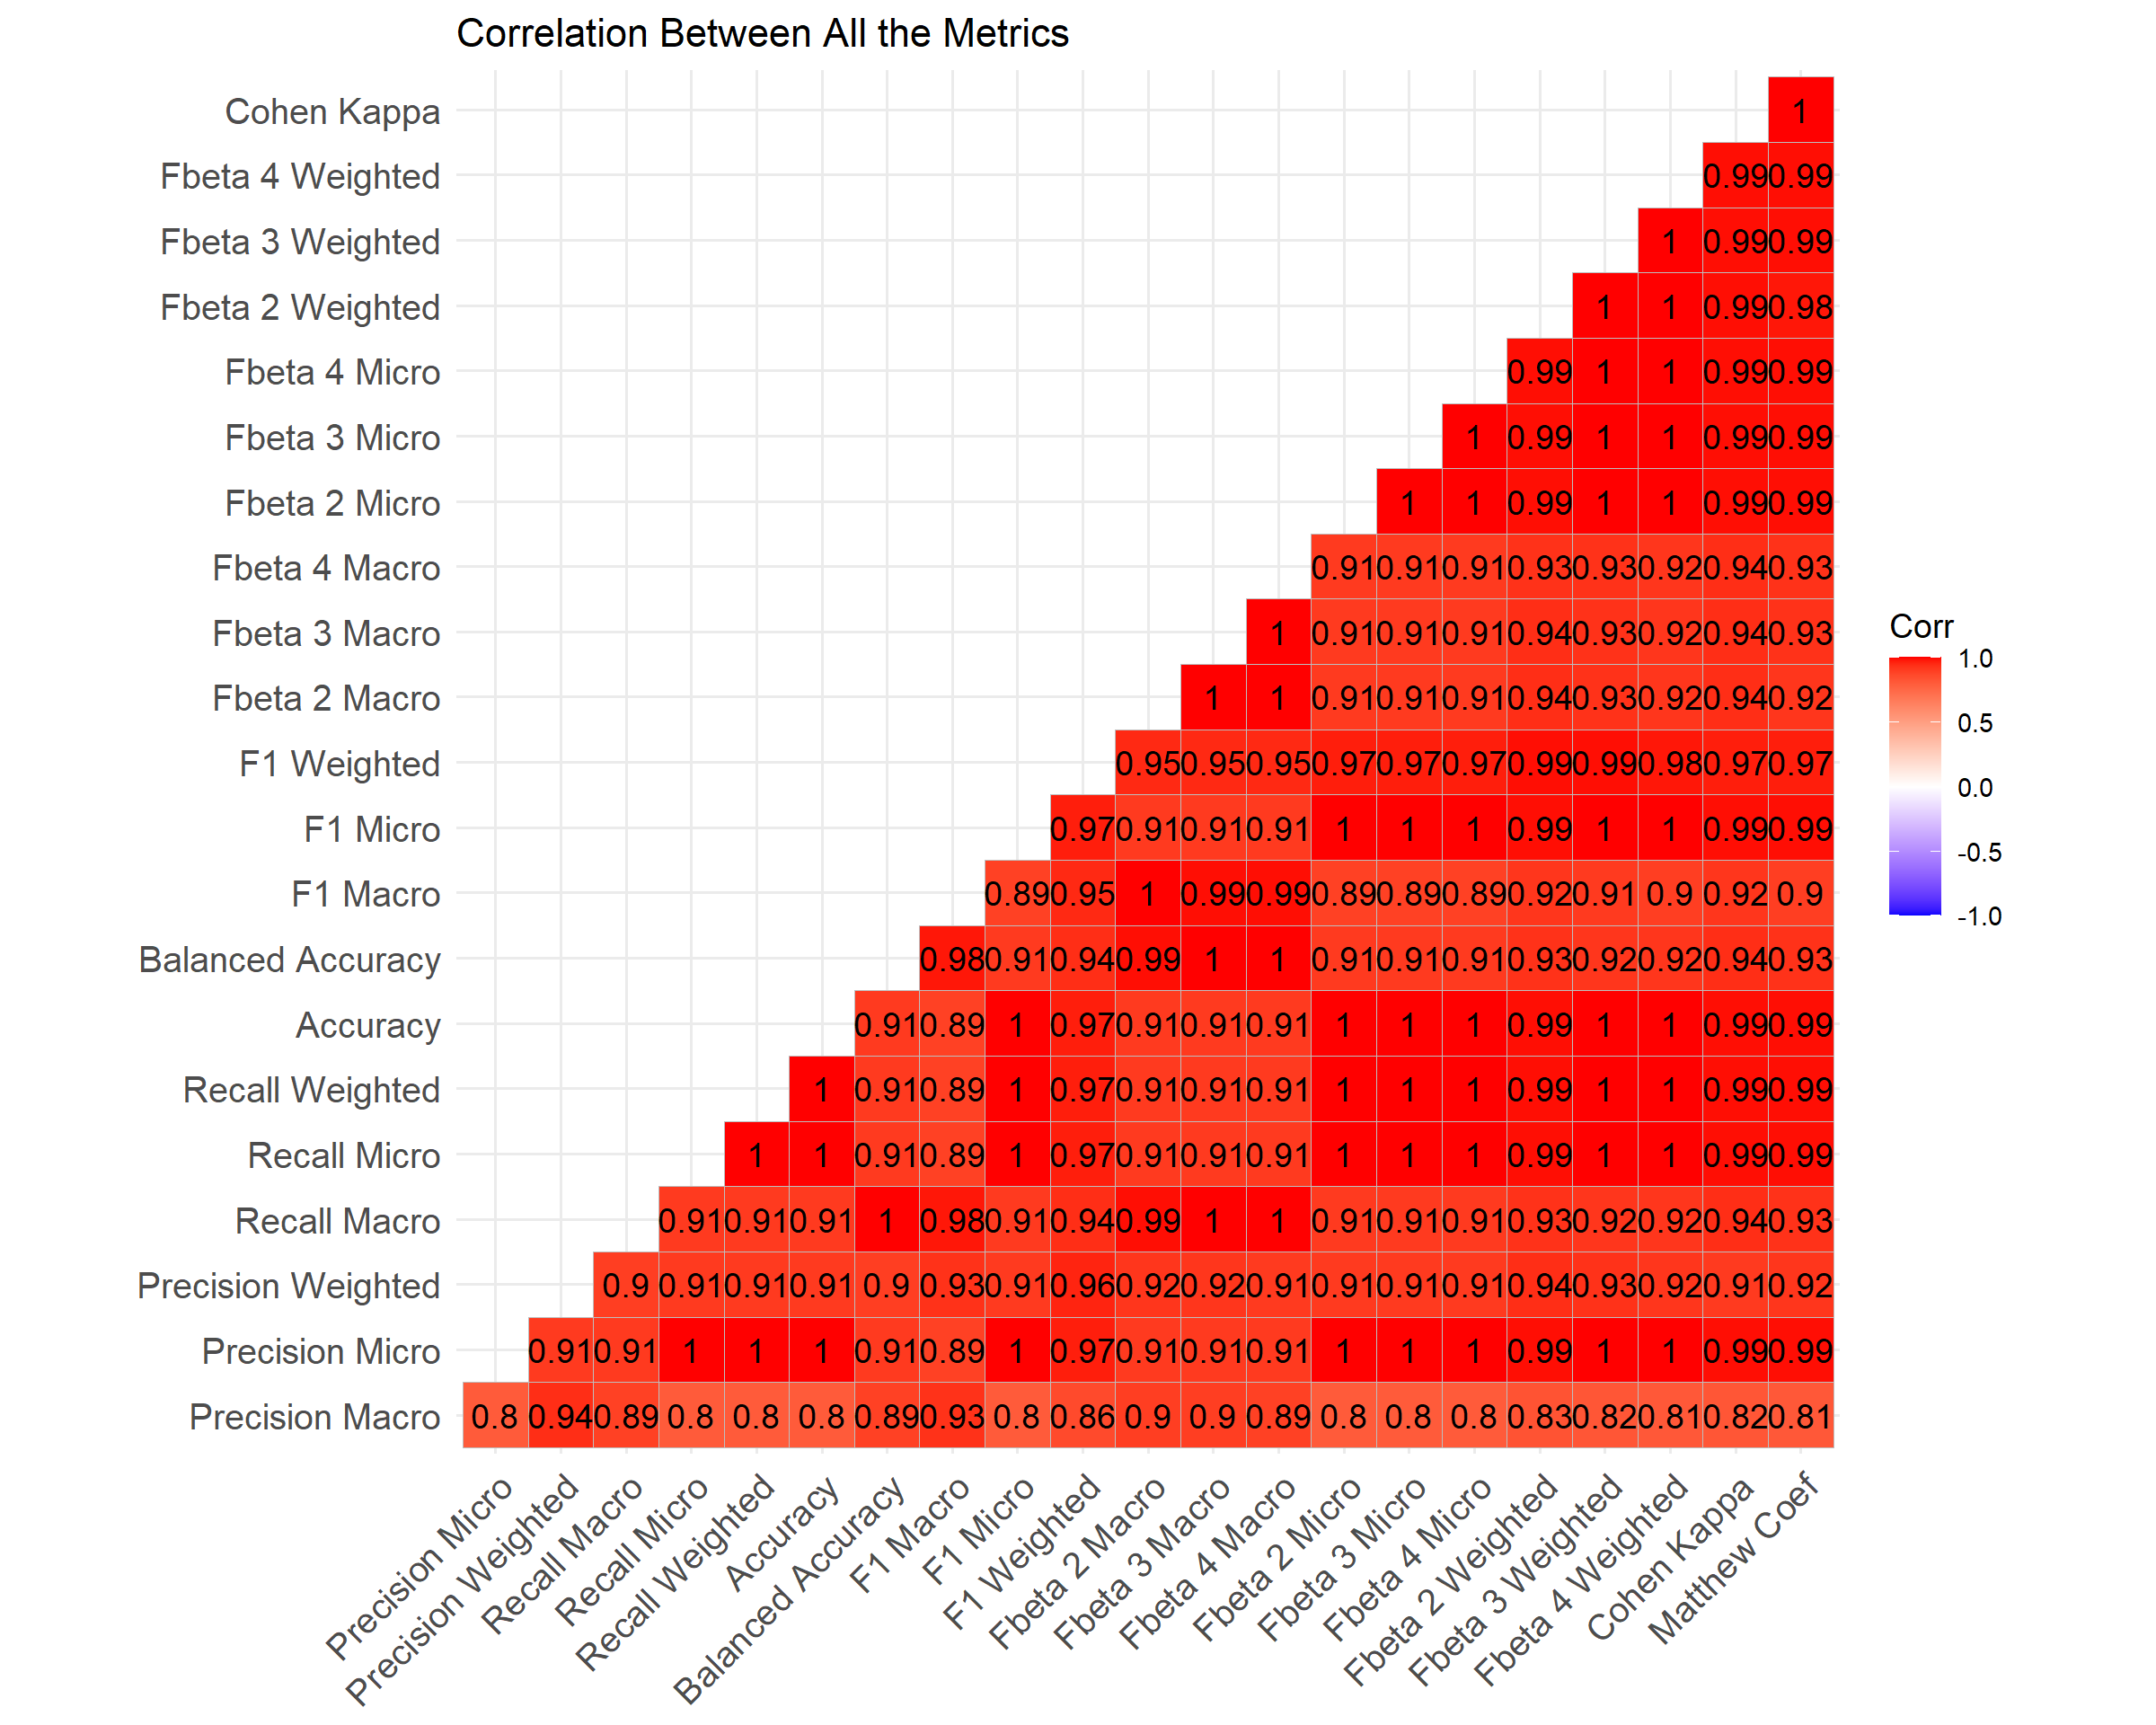 Correlation Between All the Metrics
Cohen Kappa 1
Fbeta 4 Weighted 0.99 0.99
Fbeta 3 Weighted 1 0.99 0.99
Fbeta 2 Weighted 1 1 0.99 0.98
Fbeta 4 Micro 0.99 1 1 0.99 0.99
Fbeta 3 Micro 1 0.99 1 1 0.99 0.99
Fbeta 2 Micro 1 1 0.99 1 1 0.99 0.99
Fbeta 4 Macro 0.91 0.91 0.91 0.93 0.93 0.92 0.94 0.93
Fbeta 3 Macro 1 0.91 0.91 0.91 0.94 0.93 0.92 0.94 0.93
Fbeta 2 Macro 1 1 0.91 0.91 0.91 0.94 0.93 0.92 0.94 0.92
F1 Weighted 0.95 0.95 0.95 0.97 0.97 0.97 0.99 0.99 0.98 0.97 0.97
F1 Micro 0.97 0.91 0.91 0.91 1 1 1 0.99 1 1 0.99 0.99
F1 Macro 0.89 0.95 1 0.99 0.99 0.89 0.89 0.89 0.92 0.91 0.9 0.92 0.9
Balanced Accuracy 0.98 0.91 0.94 0.99 1 1 0.91 0.91 0.91 0.93 0.92 0.92 0.94 0.93
Accuracy 0.91 0.89 1 0.97 0.91 0.91 0.91 1 1 1 0.99 1 1 0.99 0.99
Recall Weighted 1 0.91 0.89 1 0.97 0.91 0.91 0.91 1 1 1 0.99 1 1 0.99 0.99
Recall Micro 1 1 0.91 0.89 1 0.97 0.91 0.91 0.91 1 1 1 0.99 1 1 0.99 0.99
Recall Macro 0.91 0.91 0.91 1 0.98 0.91 0.94 0.99 1 1 0.91 0.91 0.91 0.93 0.92 0.92 0.94 0.93
Precision Weighted 0.9 0.91 0.91 0.91 0.9 0.93 0.91 0.96 0.92 0.92 0.91 0.91 0.91 0.91 0.94 0.93 0.92 0.91 0.92
Precision Micro 0.91 0.91 1 1 1 0.91 0.89 1 0.97 0.91 0.91 0.91 1 1 1 0.99 1 1 0.99 0.99
Precision Macro 0.8 0.94 0.89 0.8 0.8 0.8 0.89 0.93 0.8 0.86 0.9 0.9 0.89 0.8 0.8 0.8 0.83 0.82 0.81 0.82 0.81
Precision Micro
Precision Weighted
Recall Macro
Recall Micro
Recall Weighted
Accuracy
Balanced Accuracy
F1 Macro
F1 Micro
F1 Weighted
Fbeta 2 Macro
Fbeta 3 Macro
Fbeta 4 Macro
Fbeta 2 Micro
Fbeta 3 Micro
Fbeta 4 Micro
Fbeta 2 Weighted
Fbeta 3 Weighted
Fbeta 4 Weighted
Cohen Kappa
Matthew Coef
Corr
1.0
0.5
0.0
-0.5
-1.0